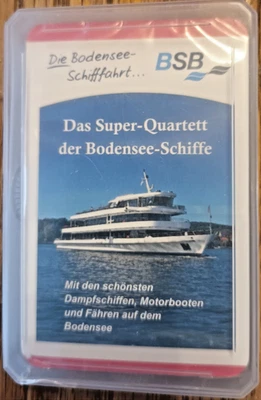 Die Bodensee-
Schifffahrt...
BSB
Das Super-Quartett
der Bodensee-Schiffe
Mit den schönsten
Dampfschiffen, Motorbooten
und Fähren auf dem
Bodensee